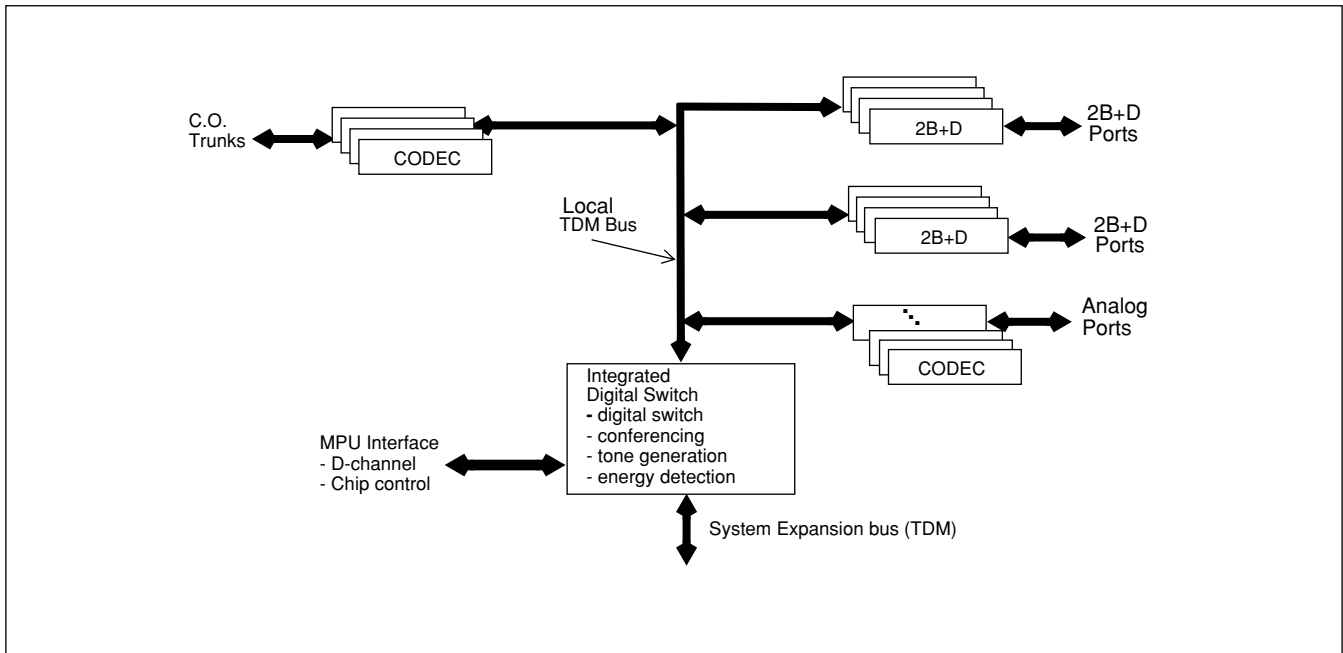 C.O.
Trunks
CODEC
2B+D
2B+D
Ports
Local
TDM Bus
2B+D
2B+D
Ports
Analog
Ports
CODEC
Integrated
Digital Switch
- digital switch
- conferencing
- tone generation
- energy detection
MPU Interface
- D-channel
- Chip control
System Expansion bus (TDM)